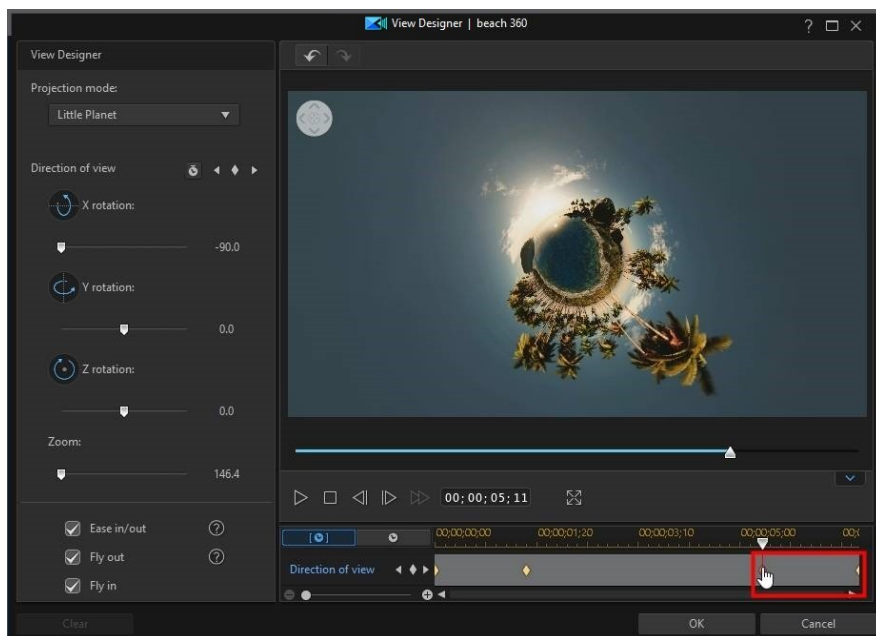 View Designer | beach 360
View Designer
Projection mode:
Little Planet
Direction of view
X rotation:
-90.0
Y rotation:
0.0
Z rotation:
0.0
Zoom:
146.4
Ease in/out
Fly out
Fly in
Clear
00;00;05;11
00;00;00;00 00;00;01;20 00;00;03;10 00;00;05;00
Direction of view
OK Cancel